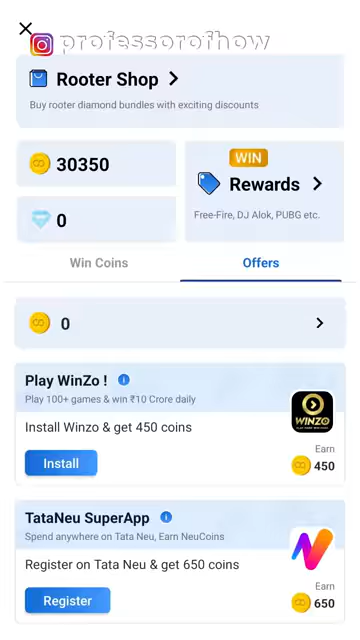 professorofhow
Rooter Shop
Buy rooter diamond bundles with exciting discounts
30350
WIN
Rewards
0
Free-Fire, DJ Alok, PUBG etc.
Win Coins
Offers
0
Play WinZo !
Play 100+ games & win ₹10 Crore daily
WINZO
Install Winzo & get 450 coins
Earn
Install
450
TataNeu SuperApp
Spend anywhere on Tata Neu, Earn NeuCoins
Register on Tata Neu & get 650 coins
Earn
Register
650